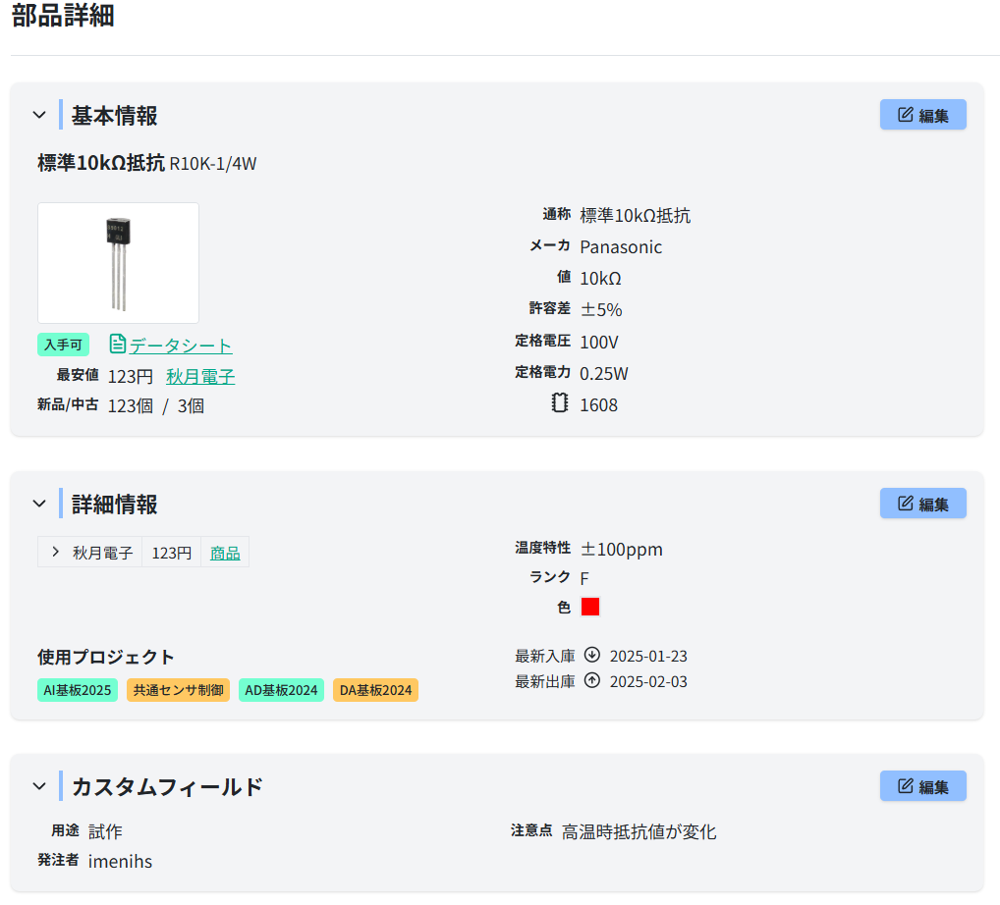 部品詳細
基本情報
編集
標準10kΩ抵抗 R10K-1/4W
入手可 データシート
最安値 123円 秋月電子
新品/中古 123個 / 3個
通称 標準10kΩ抵抗
メーカ Panasonic
値 10kΩ
許容差 ±5%
定格電圧 100V
定格電力 0.25W
1608
詳細情報
編集
秋月電子 123円 商品
温度特性 ±100ppm
ランク F
色
使用プロジェクト
AI基板2025 共通センサ制御 AD基板2024 DA基板2024
最新入庫 2025-01-23
最新出庫 2025-02-03
カスタムフィールド
編集
用途 試作
発注者 imenihs
注意点 高温時抵抗値が変化